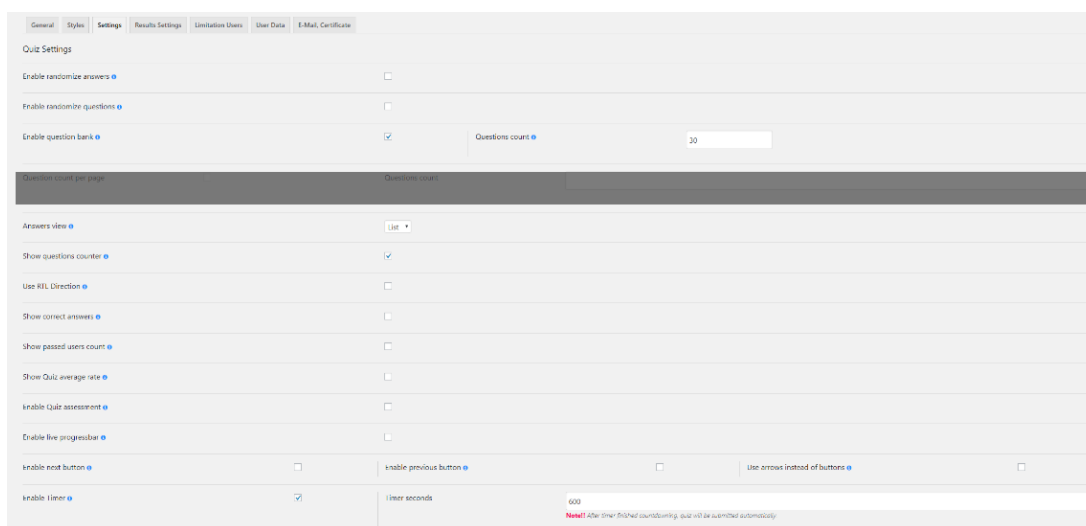 General Styles Settings Results Settings Limitation Users User Data E-Mail, Certificate
Quiz Settings
Enable randomize answers
Enable randomize questions
Enable question bank Questions count 30
Question count per page Questions count
Answers view List
Show questions counter
Use RTL Direction
Show correct answers
Show passed users count
Show Quiz average rate
Enable Quiz assessment
Enable live progressbar
Enable next button Enable previous button Use arrows instead of buttons
Enable Timer Timer seconds 600
Note!! After timer finished countdowning, quiz will be submitted automatically.